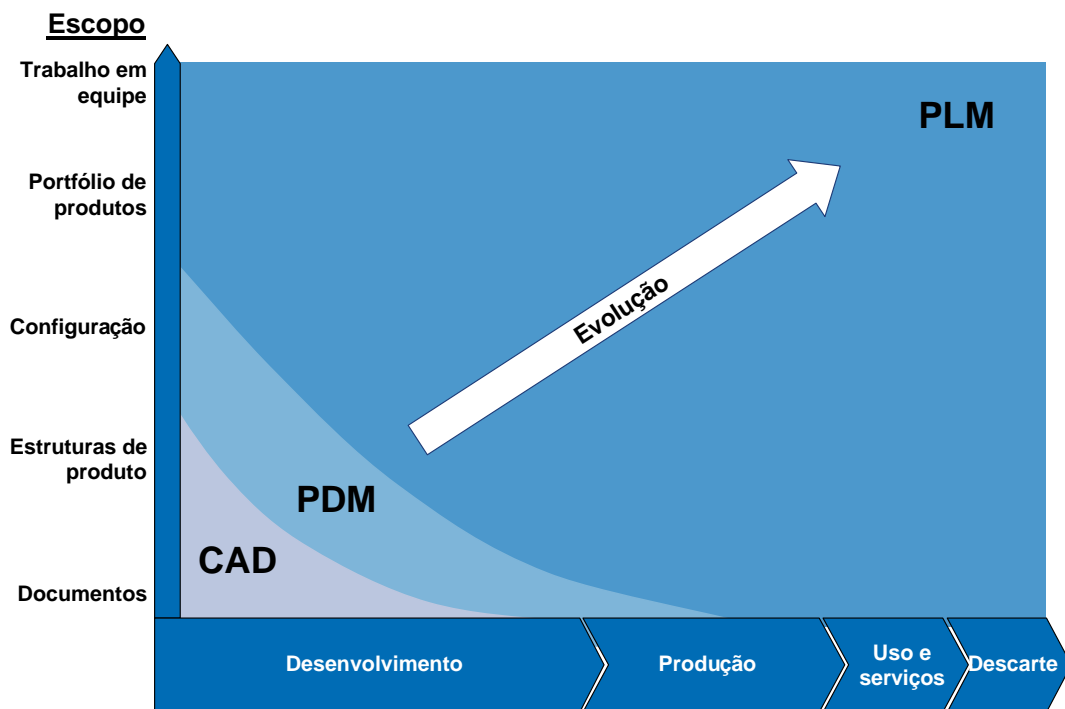 Escopo
Trabalho em
equipe
PLM
Portfólio de
produtos
Evolução
Configuração
Estruturas de
produto
PDM
CAD
Documentos
Desenvolvimento
Produção
Uso e
serviços
Descarte